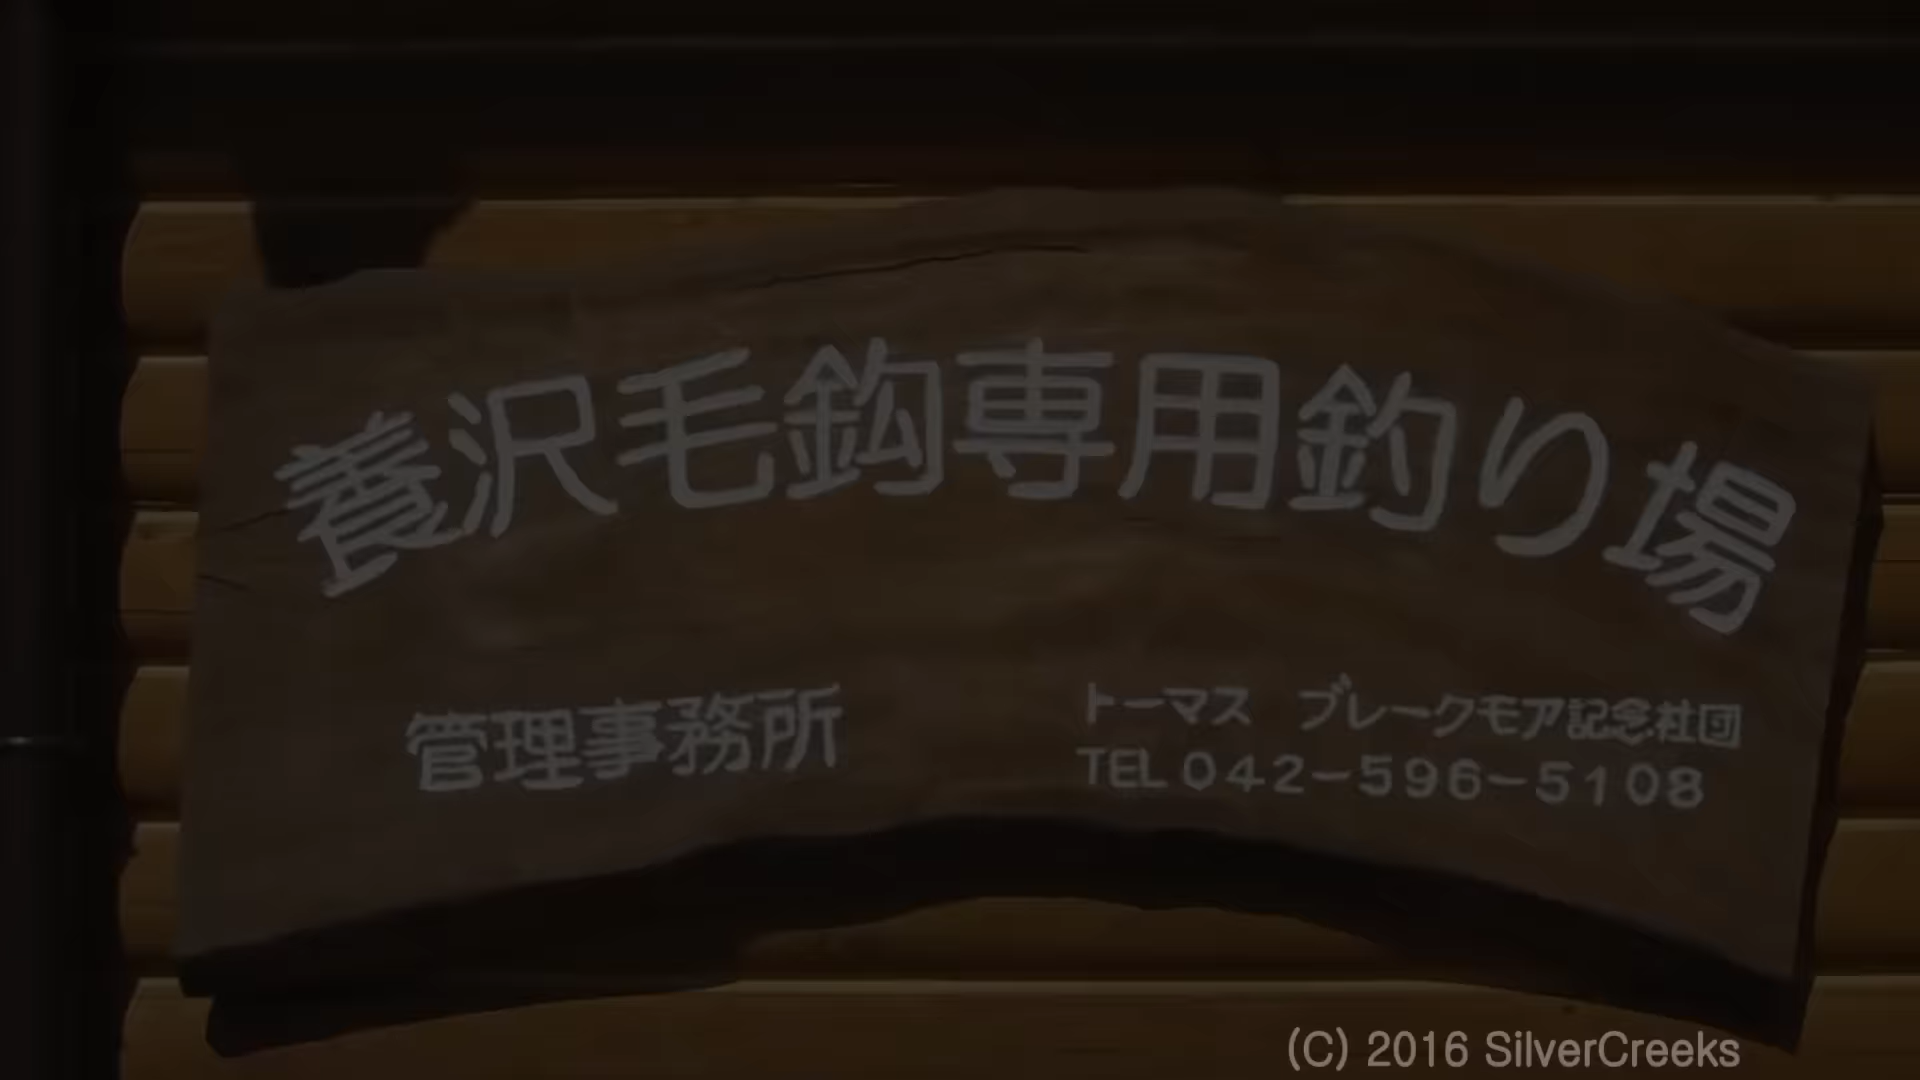 養沢毛鈎専用釣り場
管理事務所
トーマス　ブレークモア記念社団
TEL 042-596-5108
(C) 2016 SilverCreeks